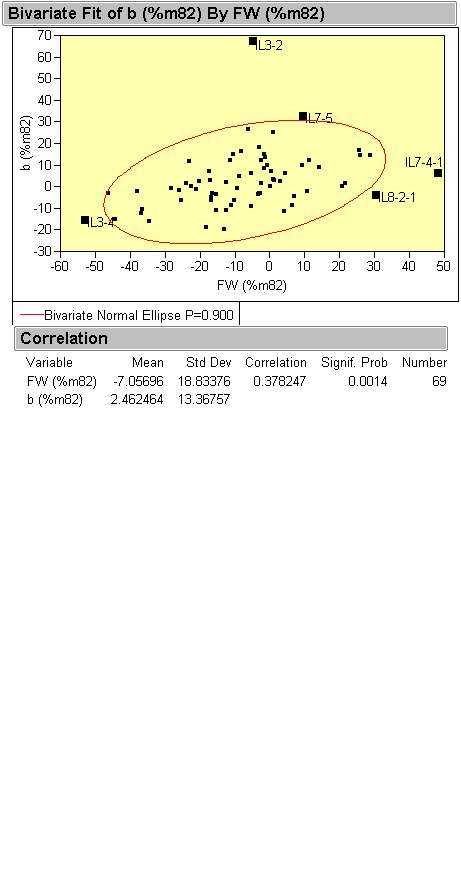 Bivariate Fit of b (%m82) By FW (%m82)
70
60
50
40
30
20
10
0
-10
-20
-30
b (%m82)
IL3-2
IL7-5
IL7-4-1
IL8-2-1
IL3-4
-60 -50 -40 -30 -20 -10 0 10 20 30 40 50
FW (%m82)
Bivariate Normal Ellipse P=0.900
Correlation
Variable Mean Std Dev Correlation Signif. Prob Number
FW (%m82) -7.05696 18.83376 0.378247 0.0014 69
b (%m82) 2.462464 13.36757